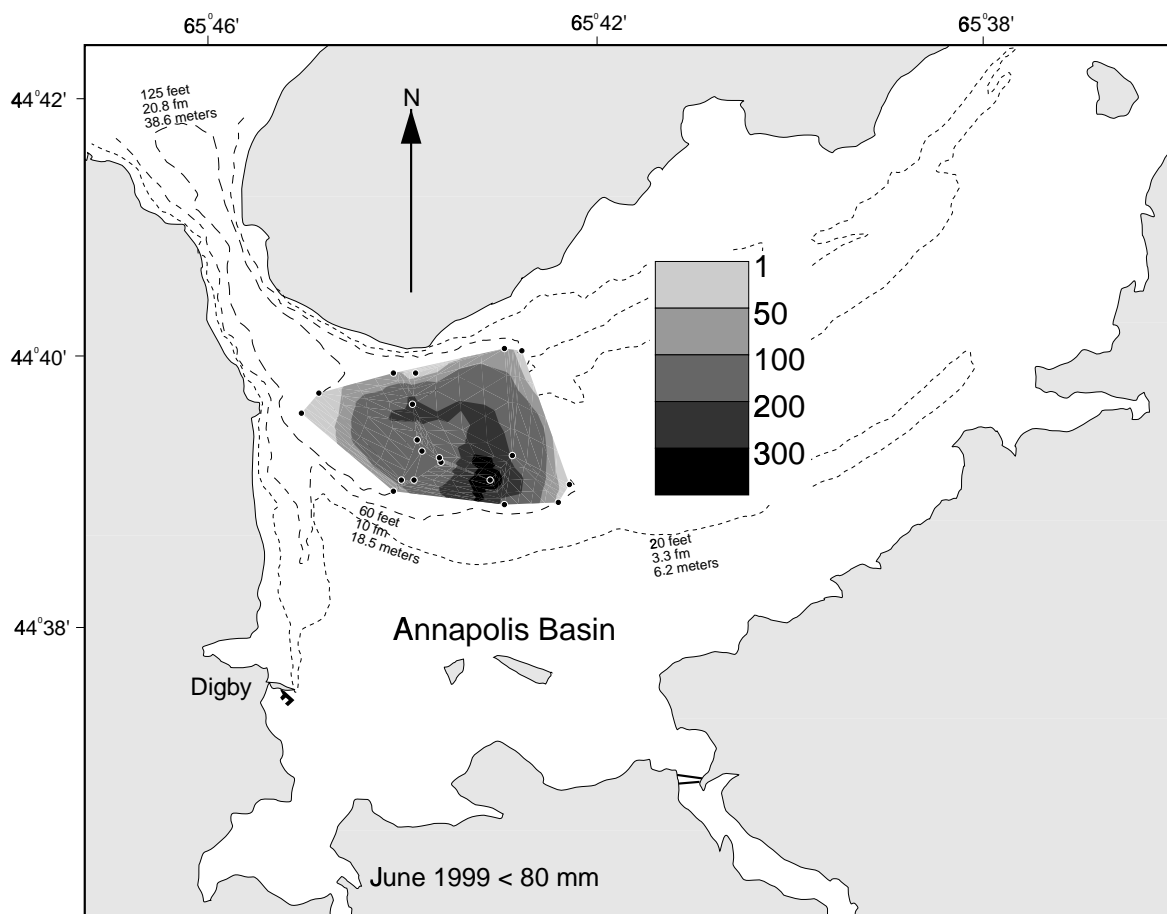 65°46'
65°42'
65°38'
44°42'
125 feet
20.8 fm
38.6 meters
N
1
50
100
200
300
44°40'
60 feet
10 fm
18.5 meters
20 feet
3.3 fm
6.2 meters
44°38'
Annapolis Basin
Digby
June 1999 < 80 mm